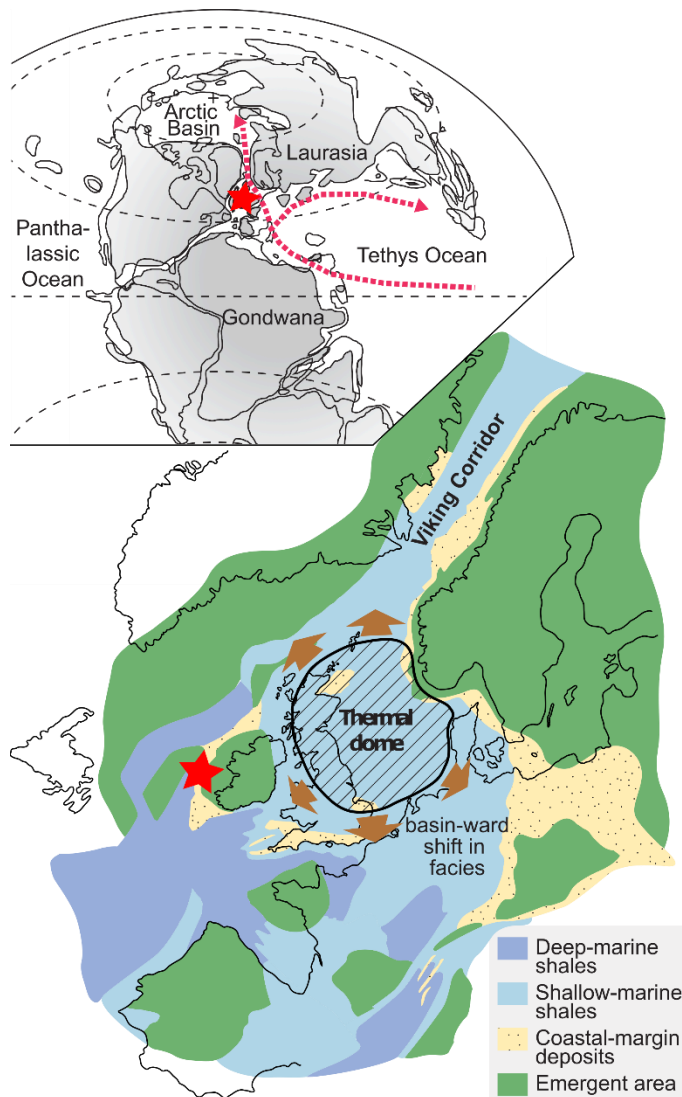 Arctic
Basin
Laurasia
Pantha-
lassic
Ocean
Tethys Ocean
Gondwana
Viking Corridor
Thermal
dome
basin-ward
shift in
facies
Deep-marine
shales
Shallow-marine
shales
Coastal-margin
deposits
Emergent area